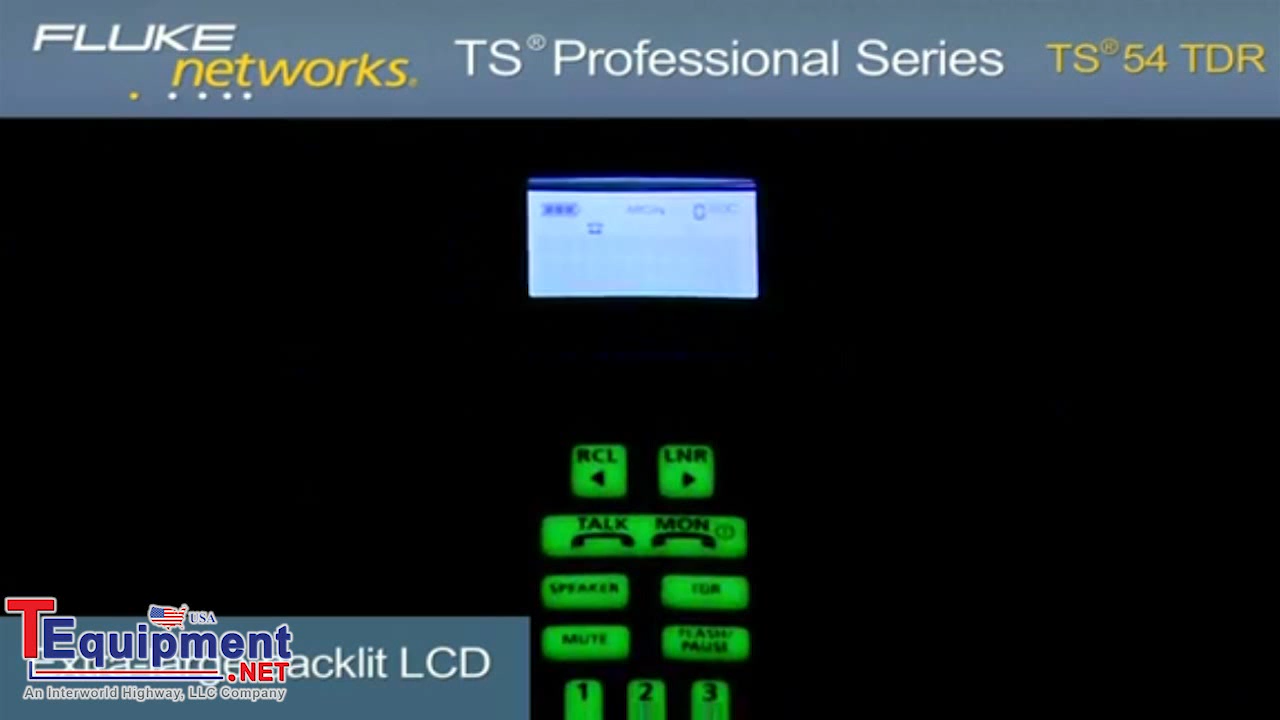 FLUKE
networks®
TS® Professional Series
TS® 54 TDR
MON
RCL
LNR
TALK
MON
SPEAKER
TDR
MUTE
FLASH/
PAUSE
1
2
3
backlit LCD
USA
TEquipment
.NET
An Interworld Highway, LLC Company